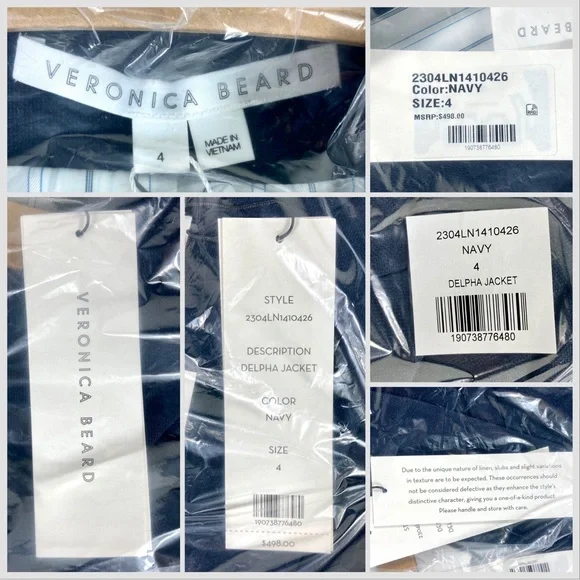 VERONICA BEARD
4
MADE IN
VIETNAM
BEARD
2304LN1410426
Color:NAVY
SIZE:4
MSRP:$498.00
190738776480
VERONICA BEARD
STYLE
2304LN1410426
DESCRIPTION
DELPHA JACKET
COLOR
NAVY
SIZE
4
190738776480
$498.00
2304LN1410426
NAVY
4
DELPHA JACKET
190738776480
Due to the unique nature of linen, slubs and slight variations
in texture are to be expected. These occurrences should
not be considered defective as they enhance the style's
distinctive character, giving you a one-of-kind product.
Please handle and store with care.